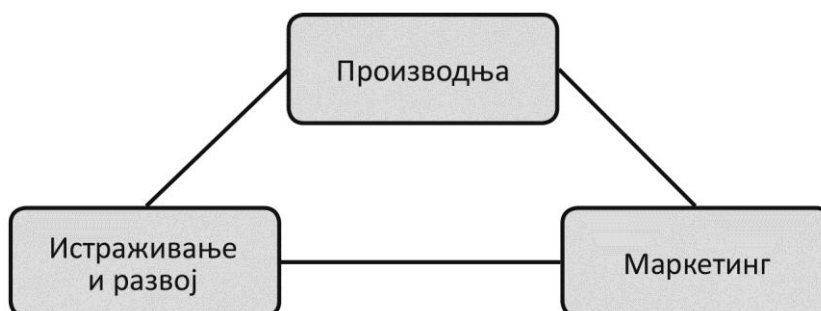 Производња
Истраживање
и развој
Маркетинг